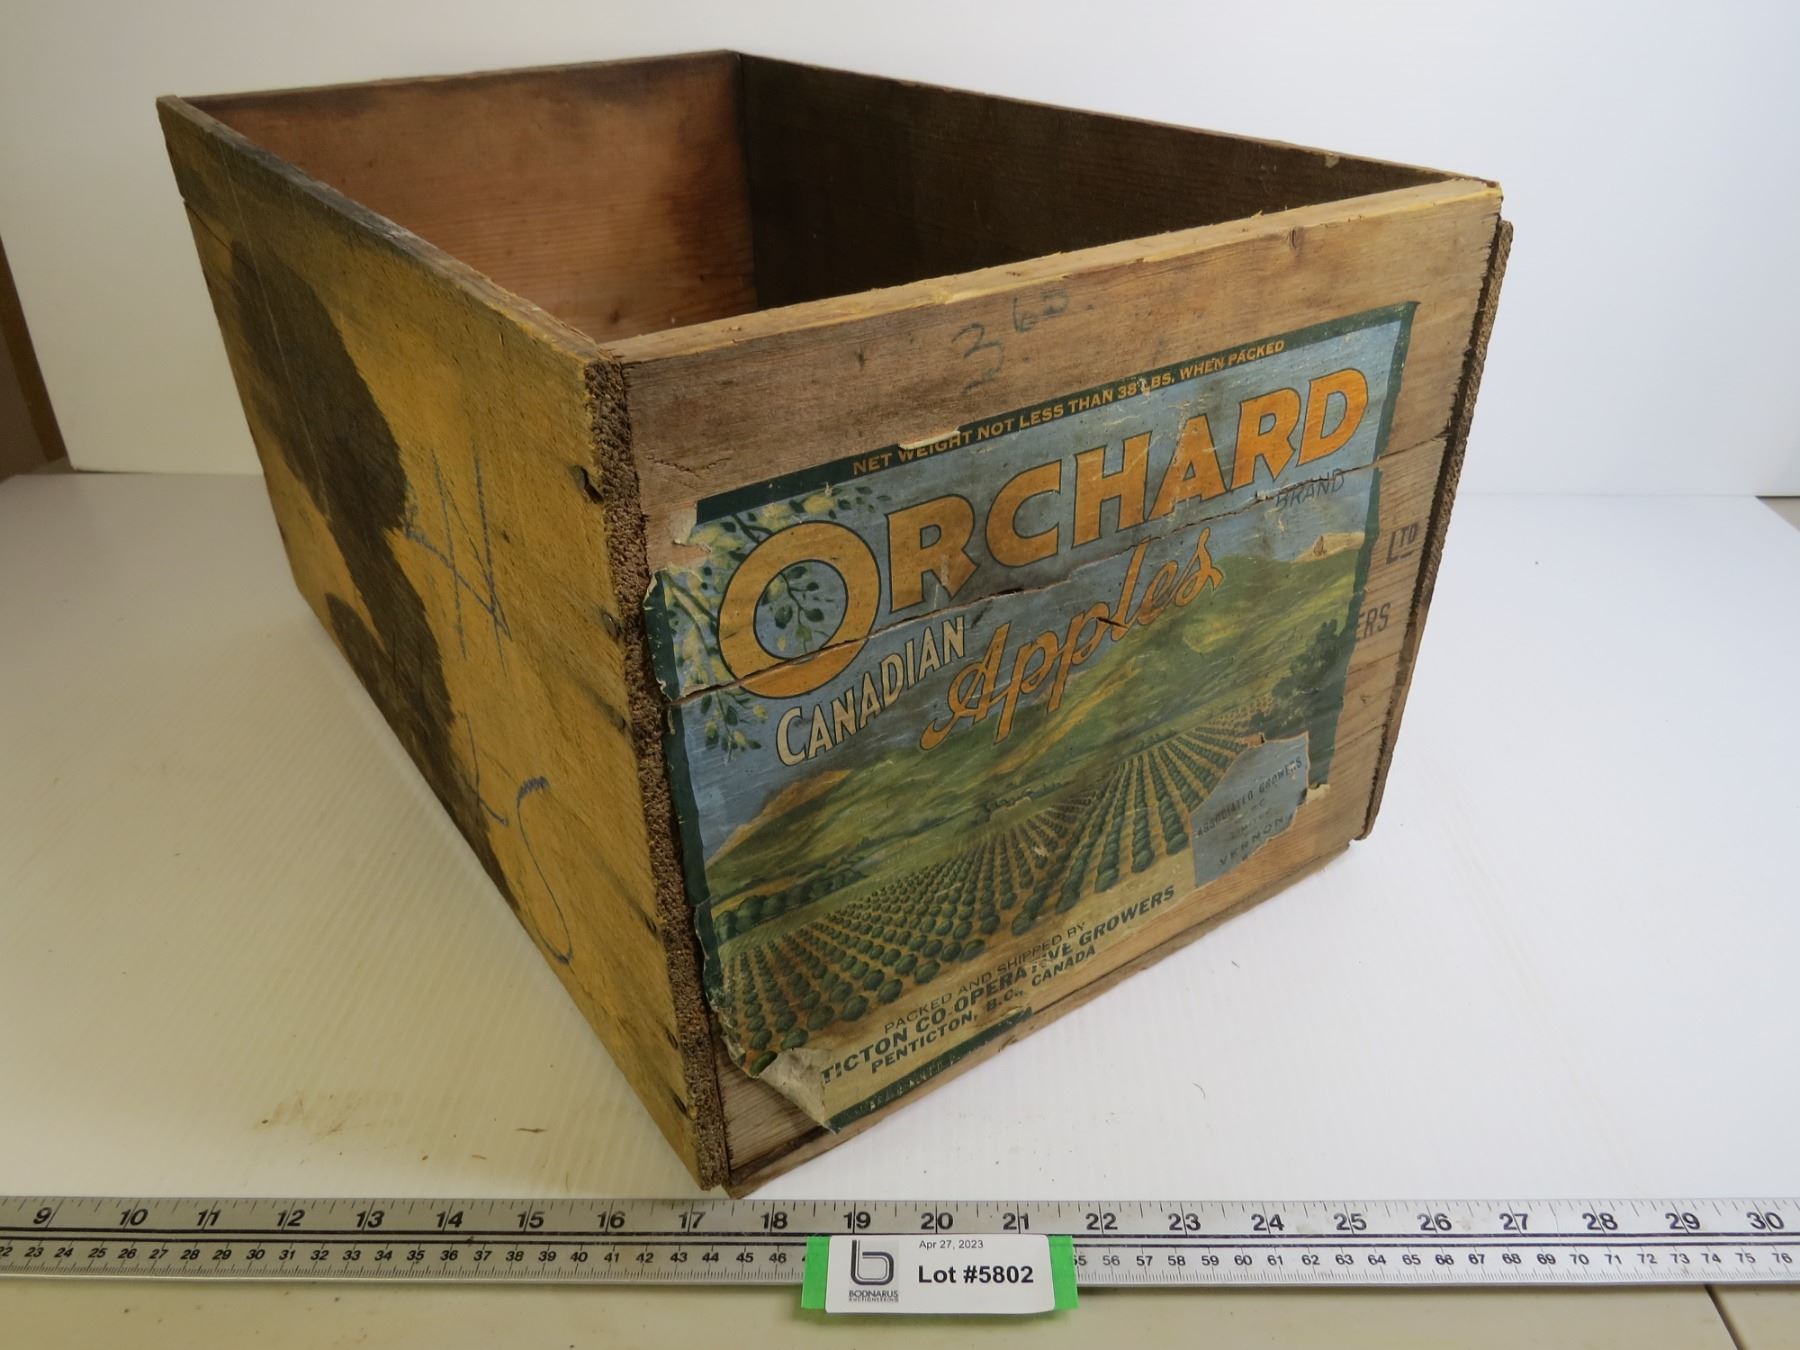 360
NET WEIGHT NOT LESS THAN 38 LBS. WHEN PACKED
ORCHARD
BRAND
CANADIAN Apples
LTD
ERS
ASSOCIATED GROWERS
B.C.
LIMITED
VERNON
PACKED AND SHIPPED BY
TICTON CO-OPERATIVE GROWERS
PENTICTON, B.C., CANADA
9 10 11 12 13 14 15 16 17 18 19 20 21 22 23 24 25 26 27 28 29 30
22 23 24 25 26 27 28 29 30 31 32 33 34 35 36 37 38 39 40 41 42 43 44 45 46 55 56 57 58 59 60 61 62 63 64 65 66 67 68 69 70 71 72 73 74 75 76
Apr 27, 2023
b Lot #5802
BODNARUS
AUCTIONEERING